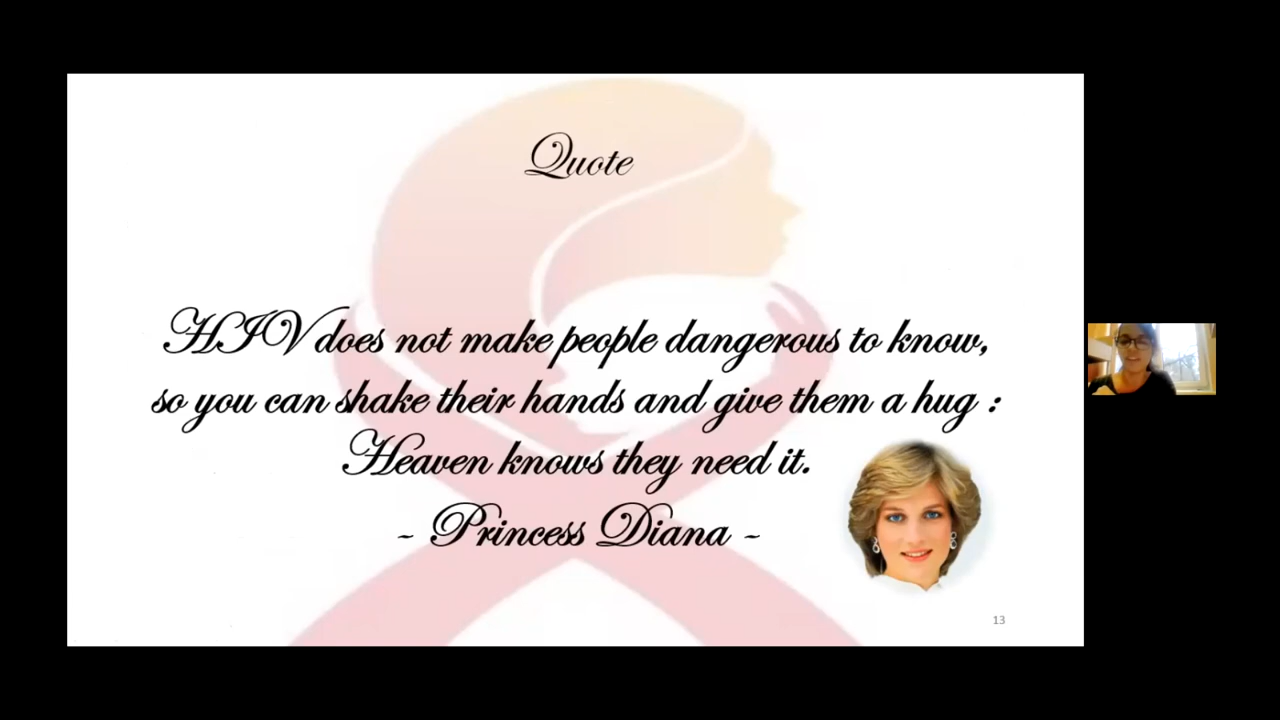 Quote
HIV does not make people dangerous to know,
so you can shake their hands and give them a hug :
Heaven knows they need it.
~ Princess Diana ~
13